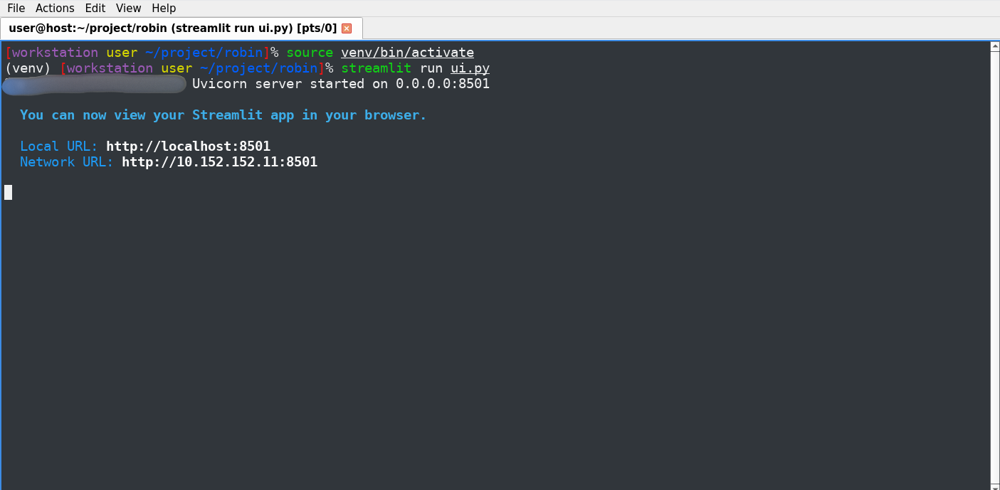 File Actions Edit View Help
user@host:~/project/robin (streamlit run ui.py) [pts/0]
[workstation user ~/project/robin]% source venv/bin/activate
(venv) [workstation user ~/project/robin]% streamlit run ui.py
Uvicorn server started on 0.0.0.0:8501
You can now view your Streamlit app in your browser.
Local URL: http://localhost:8501
Network URL: http://10.152.152.11:8501